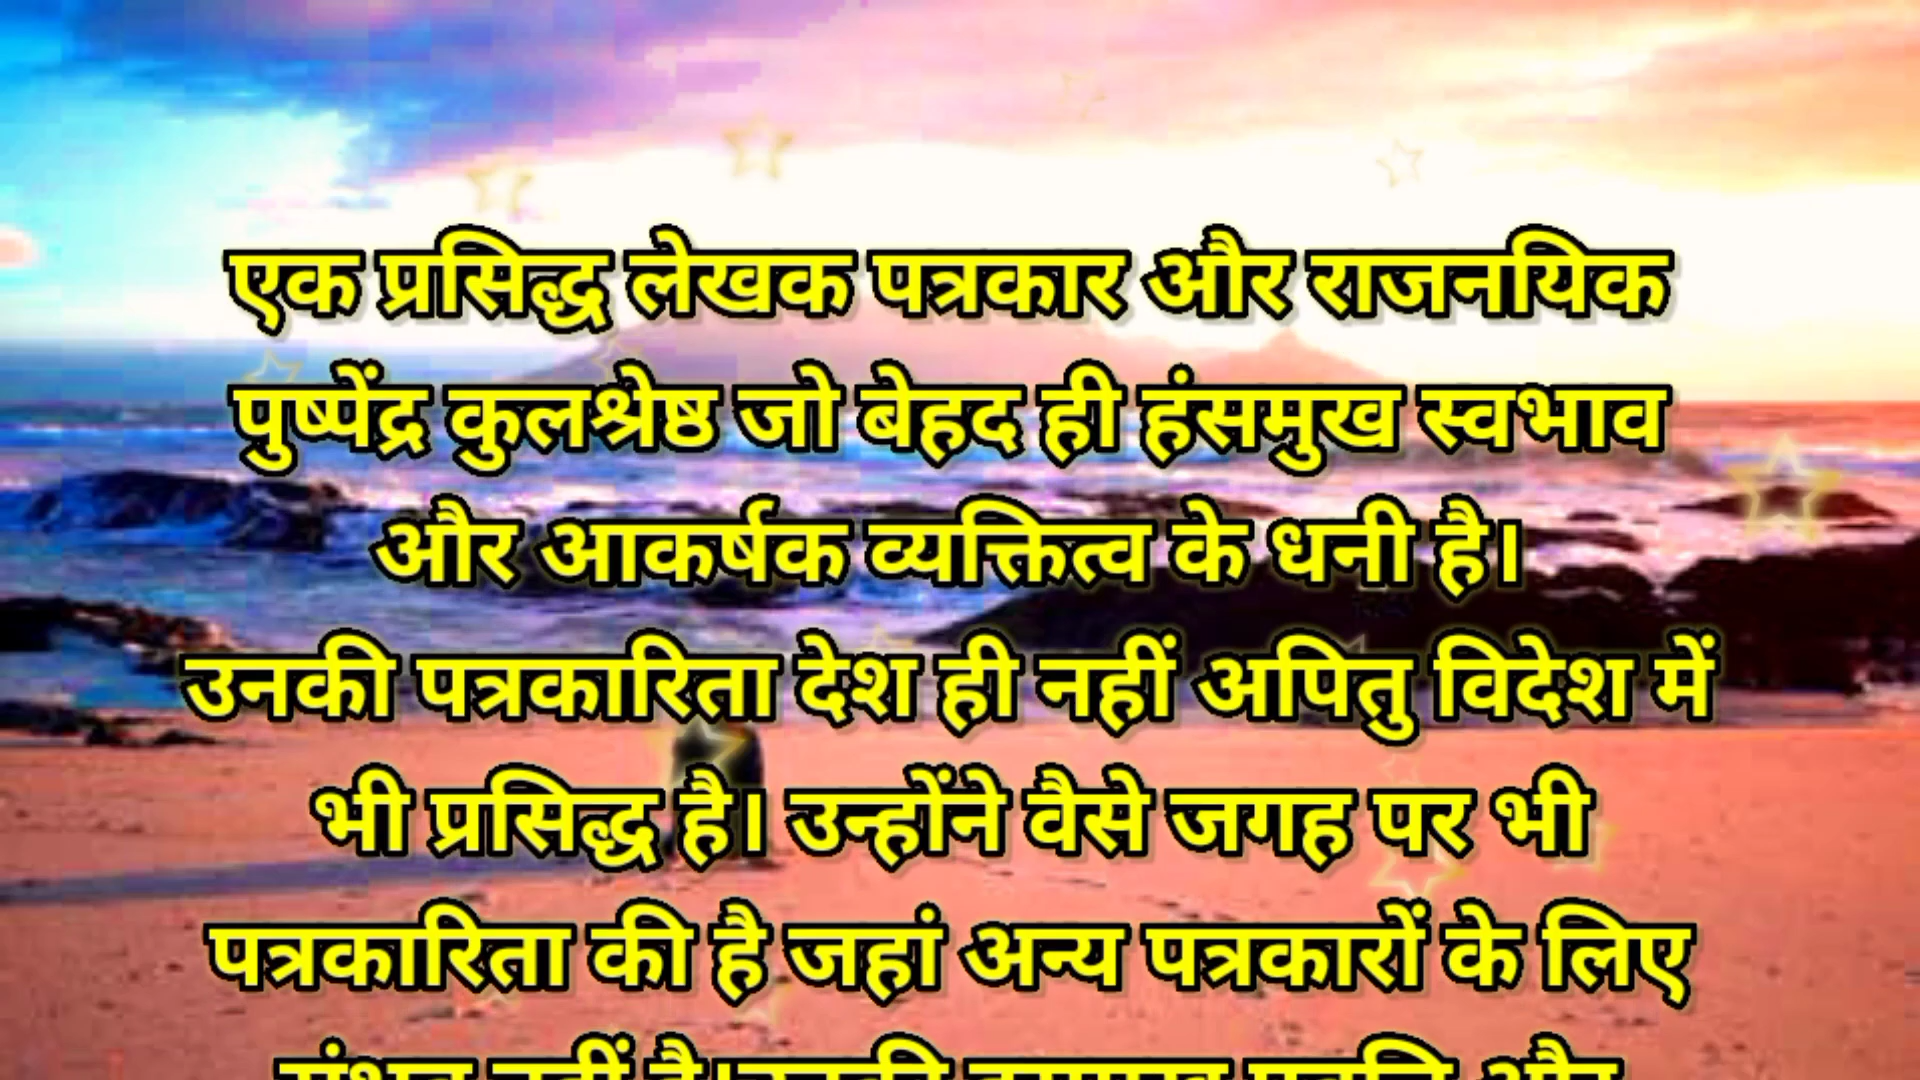 एक प्रसिद्ध लेखक पत्रकार और राजनयिक
पुष्पेंद्र कुलश्रेष्ठ जो बेहद ही हंसमुख स्वभाव
और आकर्षक व्यक्तित्व के धनी है।
उनकी पत्रकारिता देश ही नहीं अपितु विदेश में
भी प्रसिद्ध है। उन्होंने वैसे जगह पर भी
पत्रकारिता की है जहां अन्य पत्रकारों के लिए